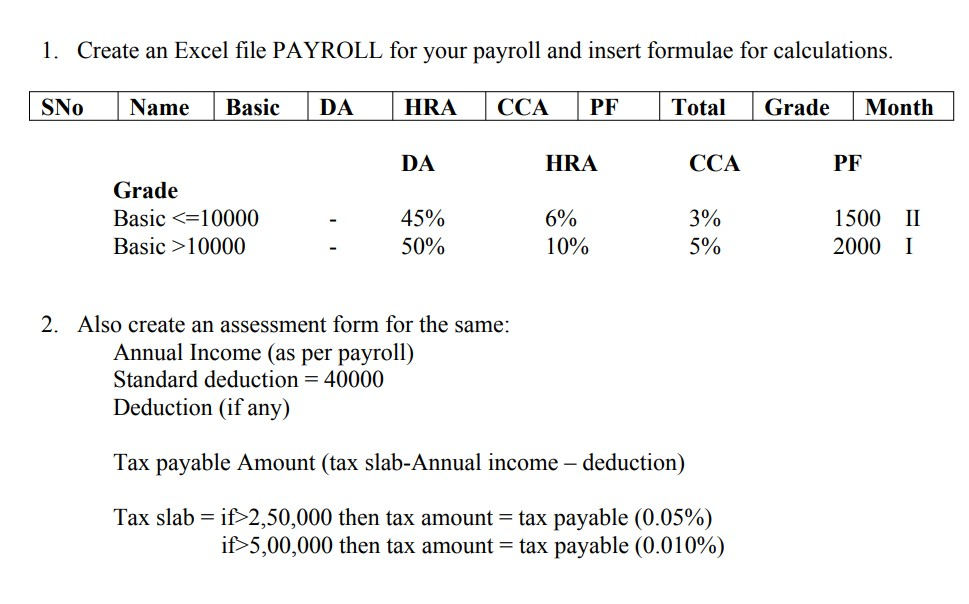 1. Create an Excel file PAYROLL for your payroll and insert formulae for calculations.
SNo Name Basic DA HRA CCA PF Total Grade Month
DA HRA CCA PF
Grade
Basic <=10000 - 45% 6% 3% 1500 II
Basic >10000 - 50% 10% 5% 2000 I
2. Also create an assessment form for the same:
Annual Income (as per payroll)
Standard deduction = 40000
Deduction (if any)
Tax payable Amount (tax slab-Annual income – deduction)
Tax slab = if>2,50,000 then tax amount = tax payable (0.05%)
if>5,00,000 then tax amount = tax payable (0.010%)